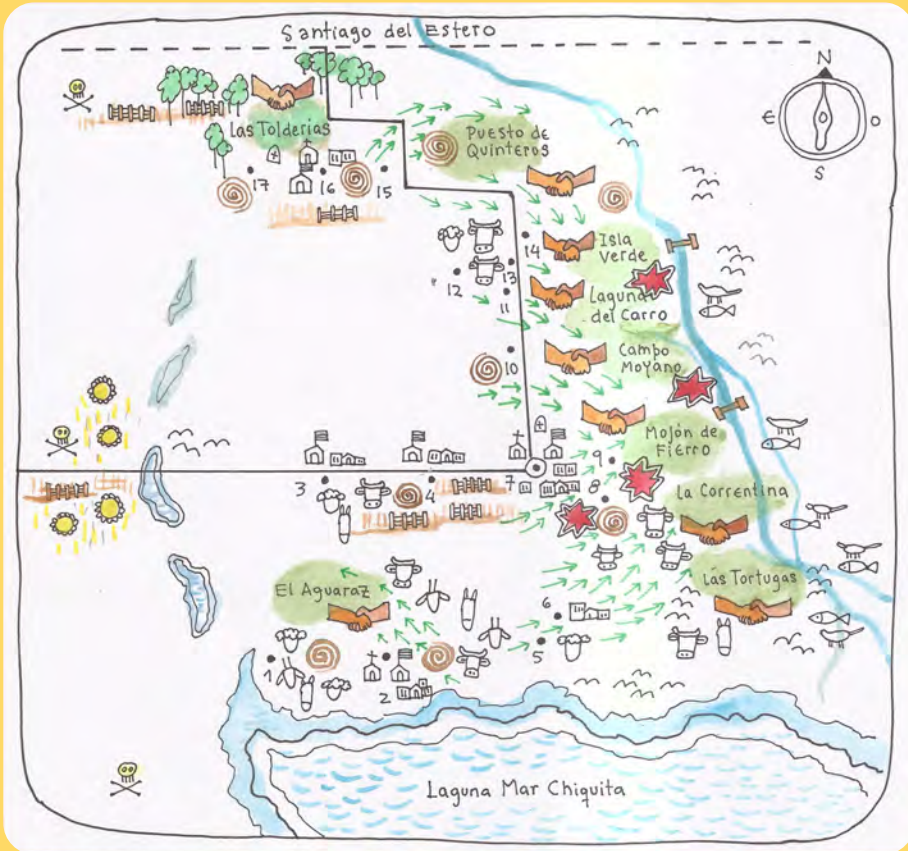 Santiago del Estero
N
E
O
S
Las Tolderías
Puesto de
Quinteros
17
16
15
14
Isla
Verde
12
13
11
Laguna
del Carro
10
Campo
Moyano
Mojón de
Fierro
9
3
4
7
8
La Correntina
El Aguaraz
Las Tortugas
6
5
1
2
Laguna Mar Chiquita